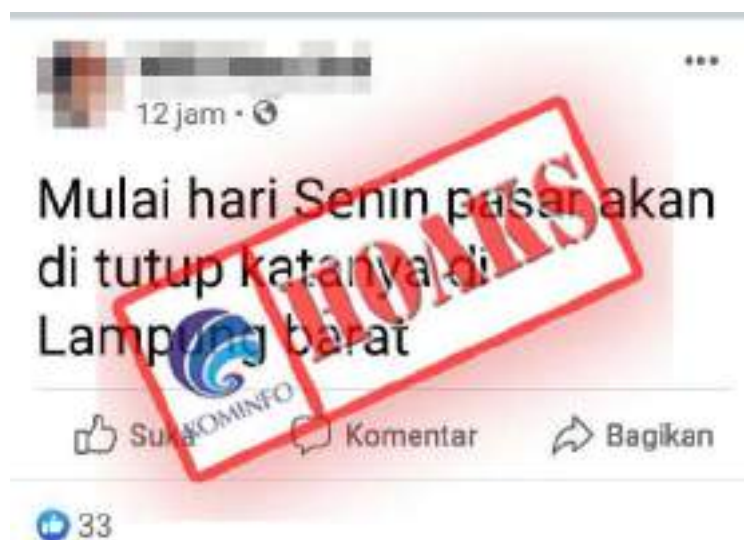 12 jam
Mulai hari Senin pasar akan
di tutup katanya di
Lampung barat
HOAKS
KOMINFO
Suka
Komentar
Bagikan
33